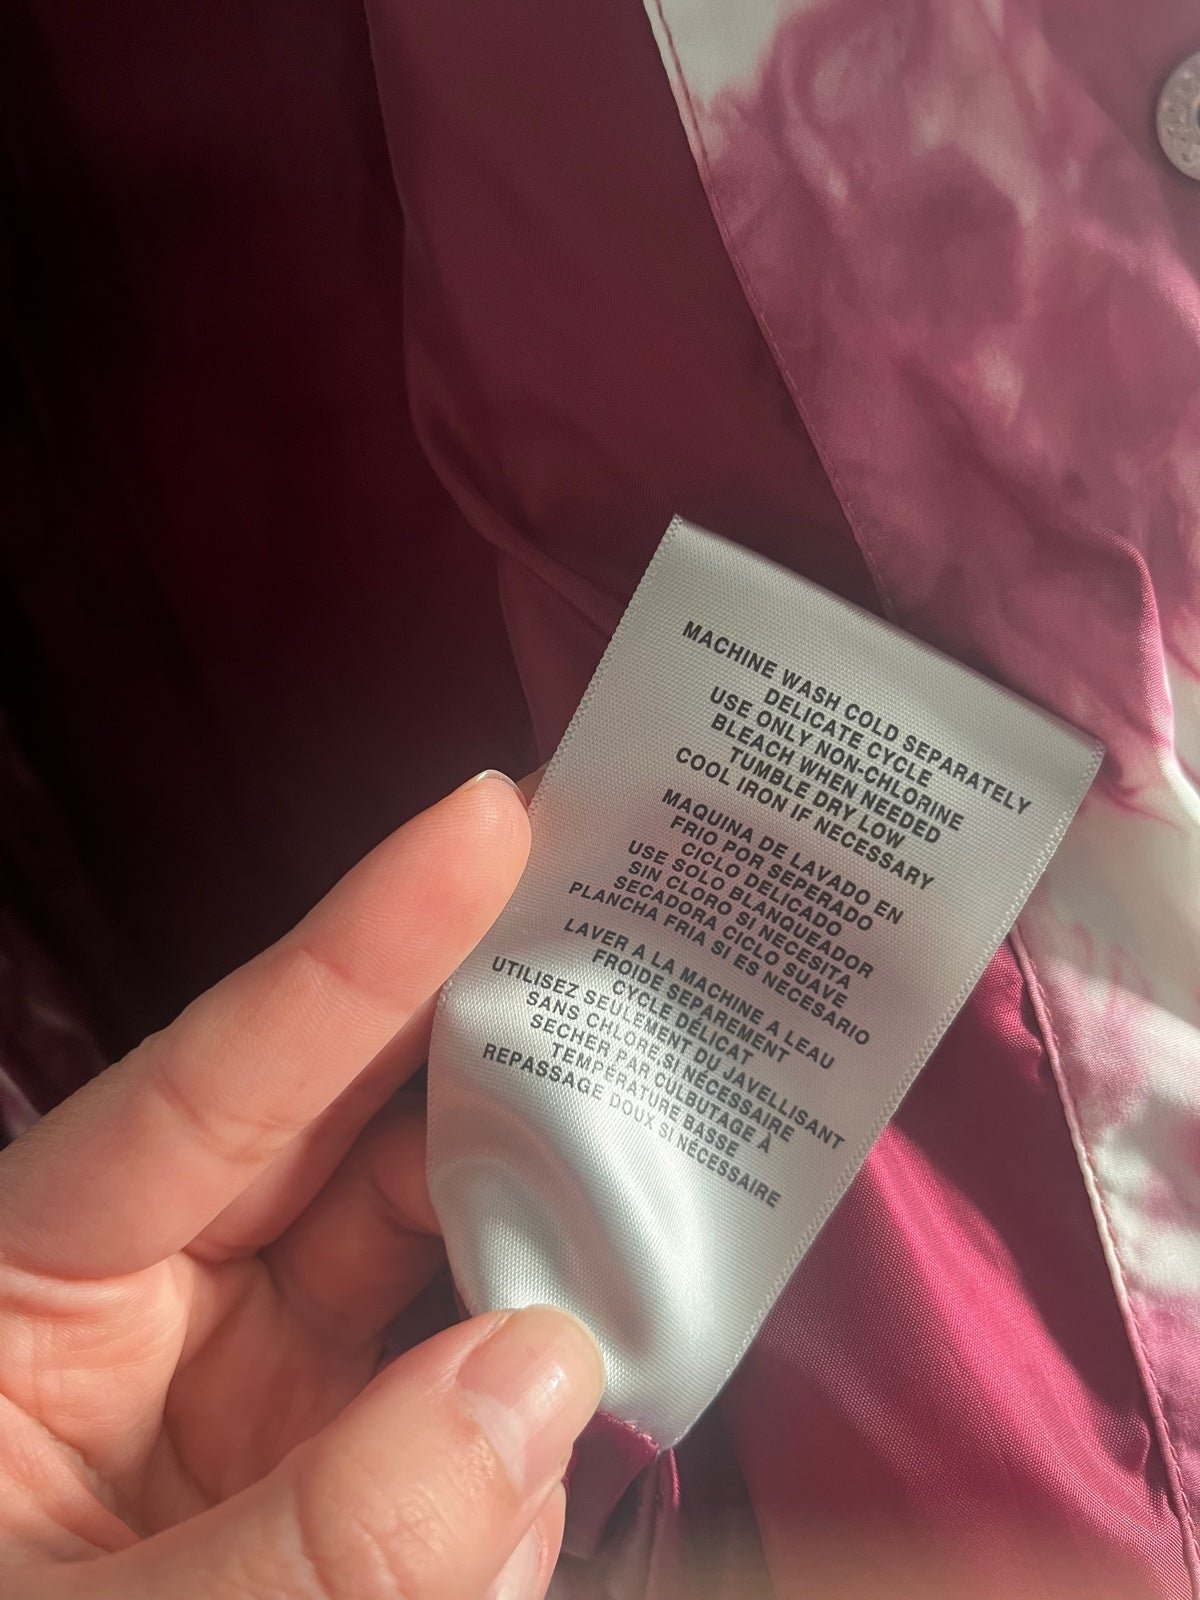 MACHINE WASH COLD SEPARATELY
DELICATE CYCLE
USE ONLY NON-CHLORINE
BLEACH WHEN NEEDED
TUMBLE DRY LOW
COOL IRON IF NECESSARY
MAQUINA DE LAVADO EN
FRIO POR SEPERADO
CICLO DELICADO
USE SOLO BLANQUEADOR
SIN CLORO SI NECESITA
SECADORA CICLO SUAVE
PLANCHA FRIA SI ES NECESARIO
LAVER A LA MACHINE A LEAU
FROIDE SEPAREMENT
CYCLE DÉLICAT
UTILISEZ SEULEMENT DU JAVELLISANT
SANS CHLORE,SI NÉCESSAIRE
SECHER PAR CULBUTAGE À
TEMPÉRATURE BASSE
REPASSAGE DOUX SI NÉCESSAIRE